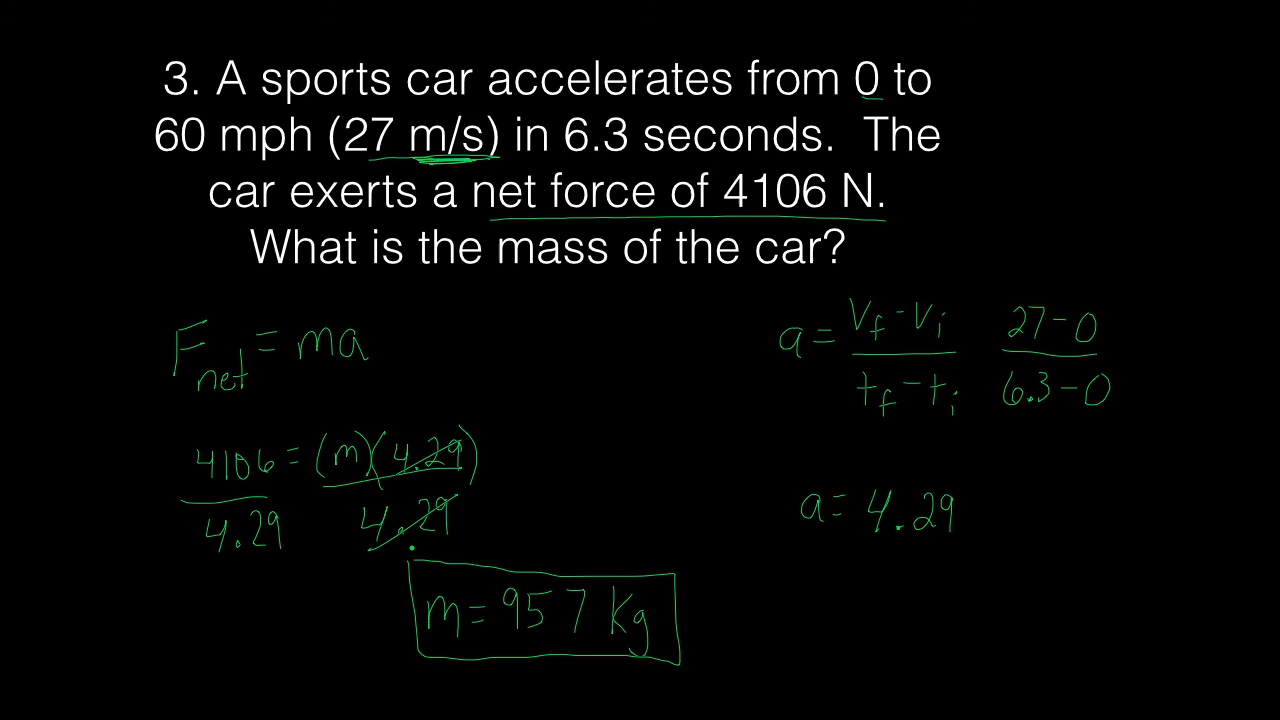 3. A sports car accelerates from 0 to
60 mph (27 m/s) in 6.3 seconds. The
car exerts a net force of 4106 N.
What is the mass of the car?
F_net = ma
4106 = (m)(4.29)
4.29 4.29
m = 957 Kg
a = Vf - Vi 27 - 0
tf - ti 6.3 - 0
a = 4.29